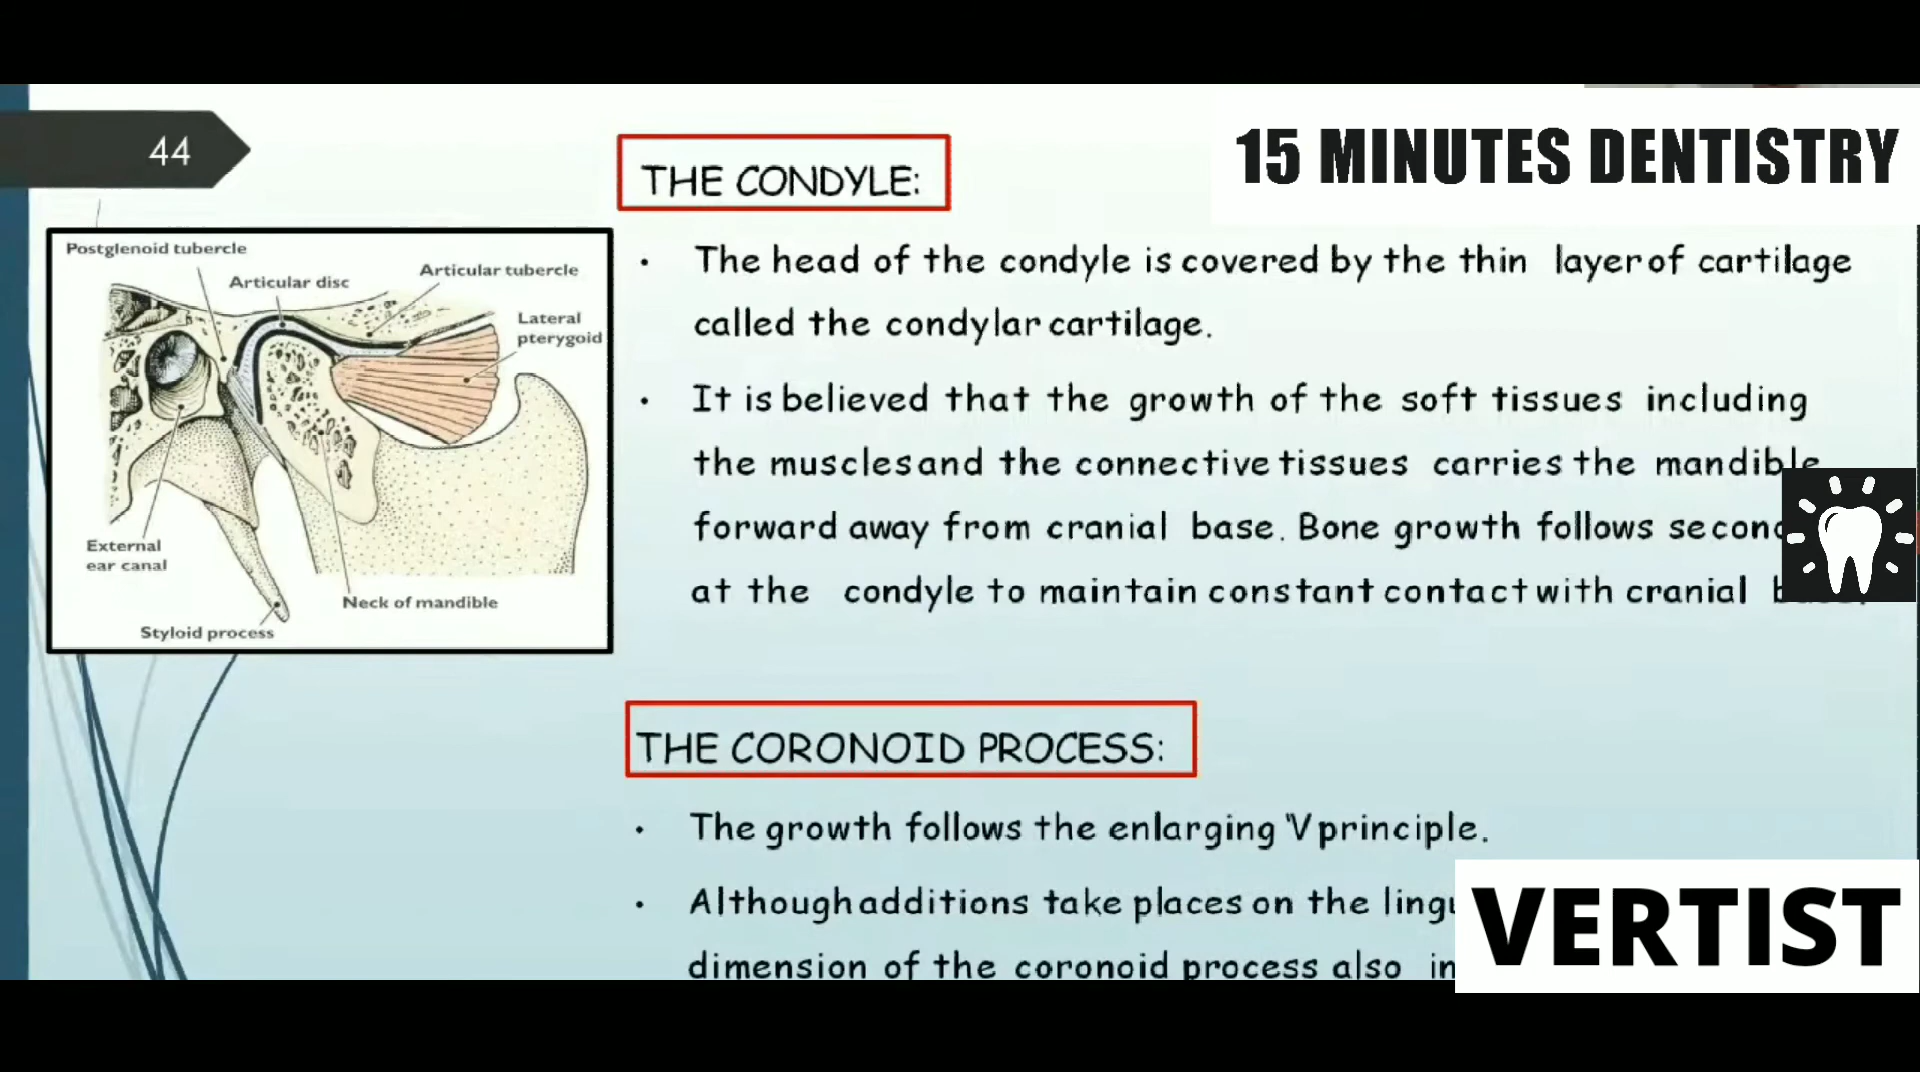 44
15 MINUTES DENTISTRY
THE CONDYLE:
Postglenoid tubercle
Articular disc
Articular tubercle
Lateral
pterygoid
External
ear canal
Neck of mandible
Styloid process
• The head of the condyle is covered by the thin layer of cartilage
called the condylar cartilage.
• It is believed that the growth of the soft tissues including
the muscles and the connective tissues carries the mandible
forward away from cranial base. Bone growth follows
at the condyle to maintain constant contact with cranial
THE CORONOID PROCESS:
• The growth follows the enlarging 'V principle.
• Although additions take places on the
dimension of the coronoid process also
VERTIST